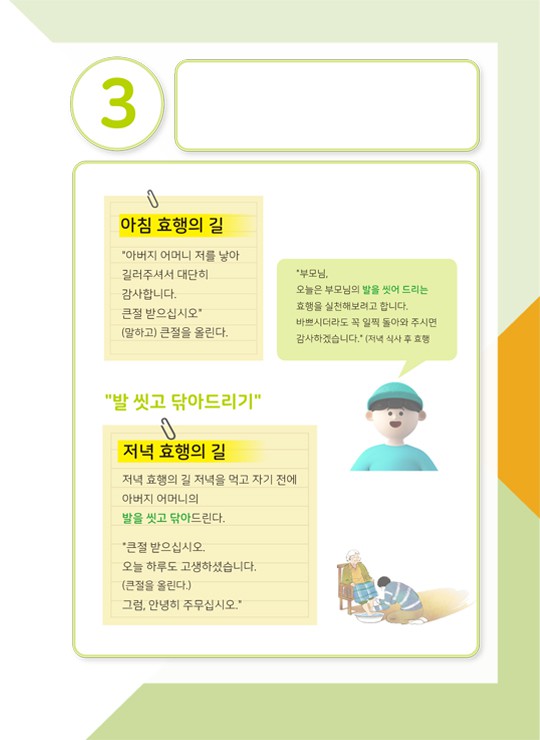 3
아침 효행의 길
"아버지 어머니 저를 낳아
길러주셔서 대단히
감사합니다.
큰절 받으십시오"
(말하고) 큰절을 올린다.
"부모님,
오늘은 부모님의 발을 씻어 드리는
효행을 실천해보려고 합니다.
바쁘시더라도 꼭 일찍 돌아와 주시면
감사하겠습니다." (저녁 식사 후 효행
"발 씻고 닦아드리기"
저녁 효행의 길
저녁 효행의 길 저녁을 먹고 자기 전에
아버지 어머니의
발을 씻고 닦아드린다.
"큰절 받으십시오.
오늘 하루도 고생하셨습니다.
(큰절을 올린다.)
그럼, 안녕히 주무십시오."